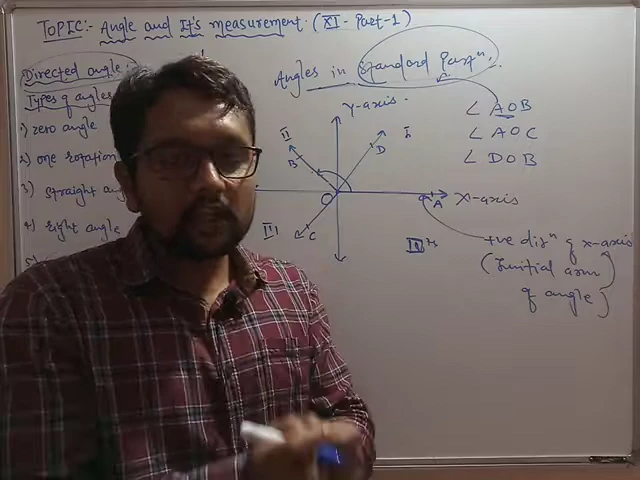 TOPIC:- Angle and It's measurement. (XI- Part-1)
Directed angle:
Types of angles
1) zero angle
2) one rotation
3) straight ang
4) right angle
Angles in Standard Partⁿ.
Y-axis.
II
I
B
D
O
A
X-axis
III
C
IV
∠ AOB
∠ AOC
∠ DOB
+ve dirⁿ of x-axis
(Initial arm
of angle)